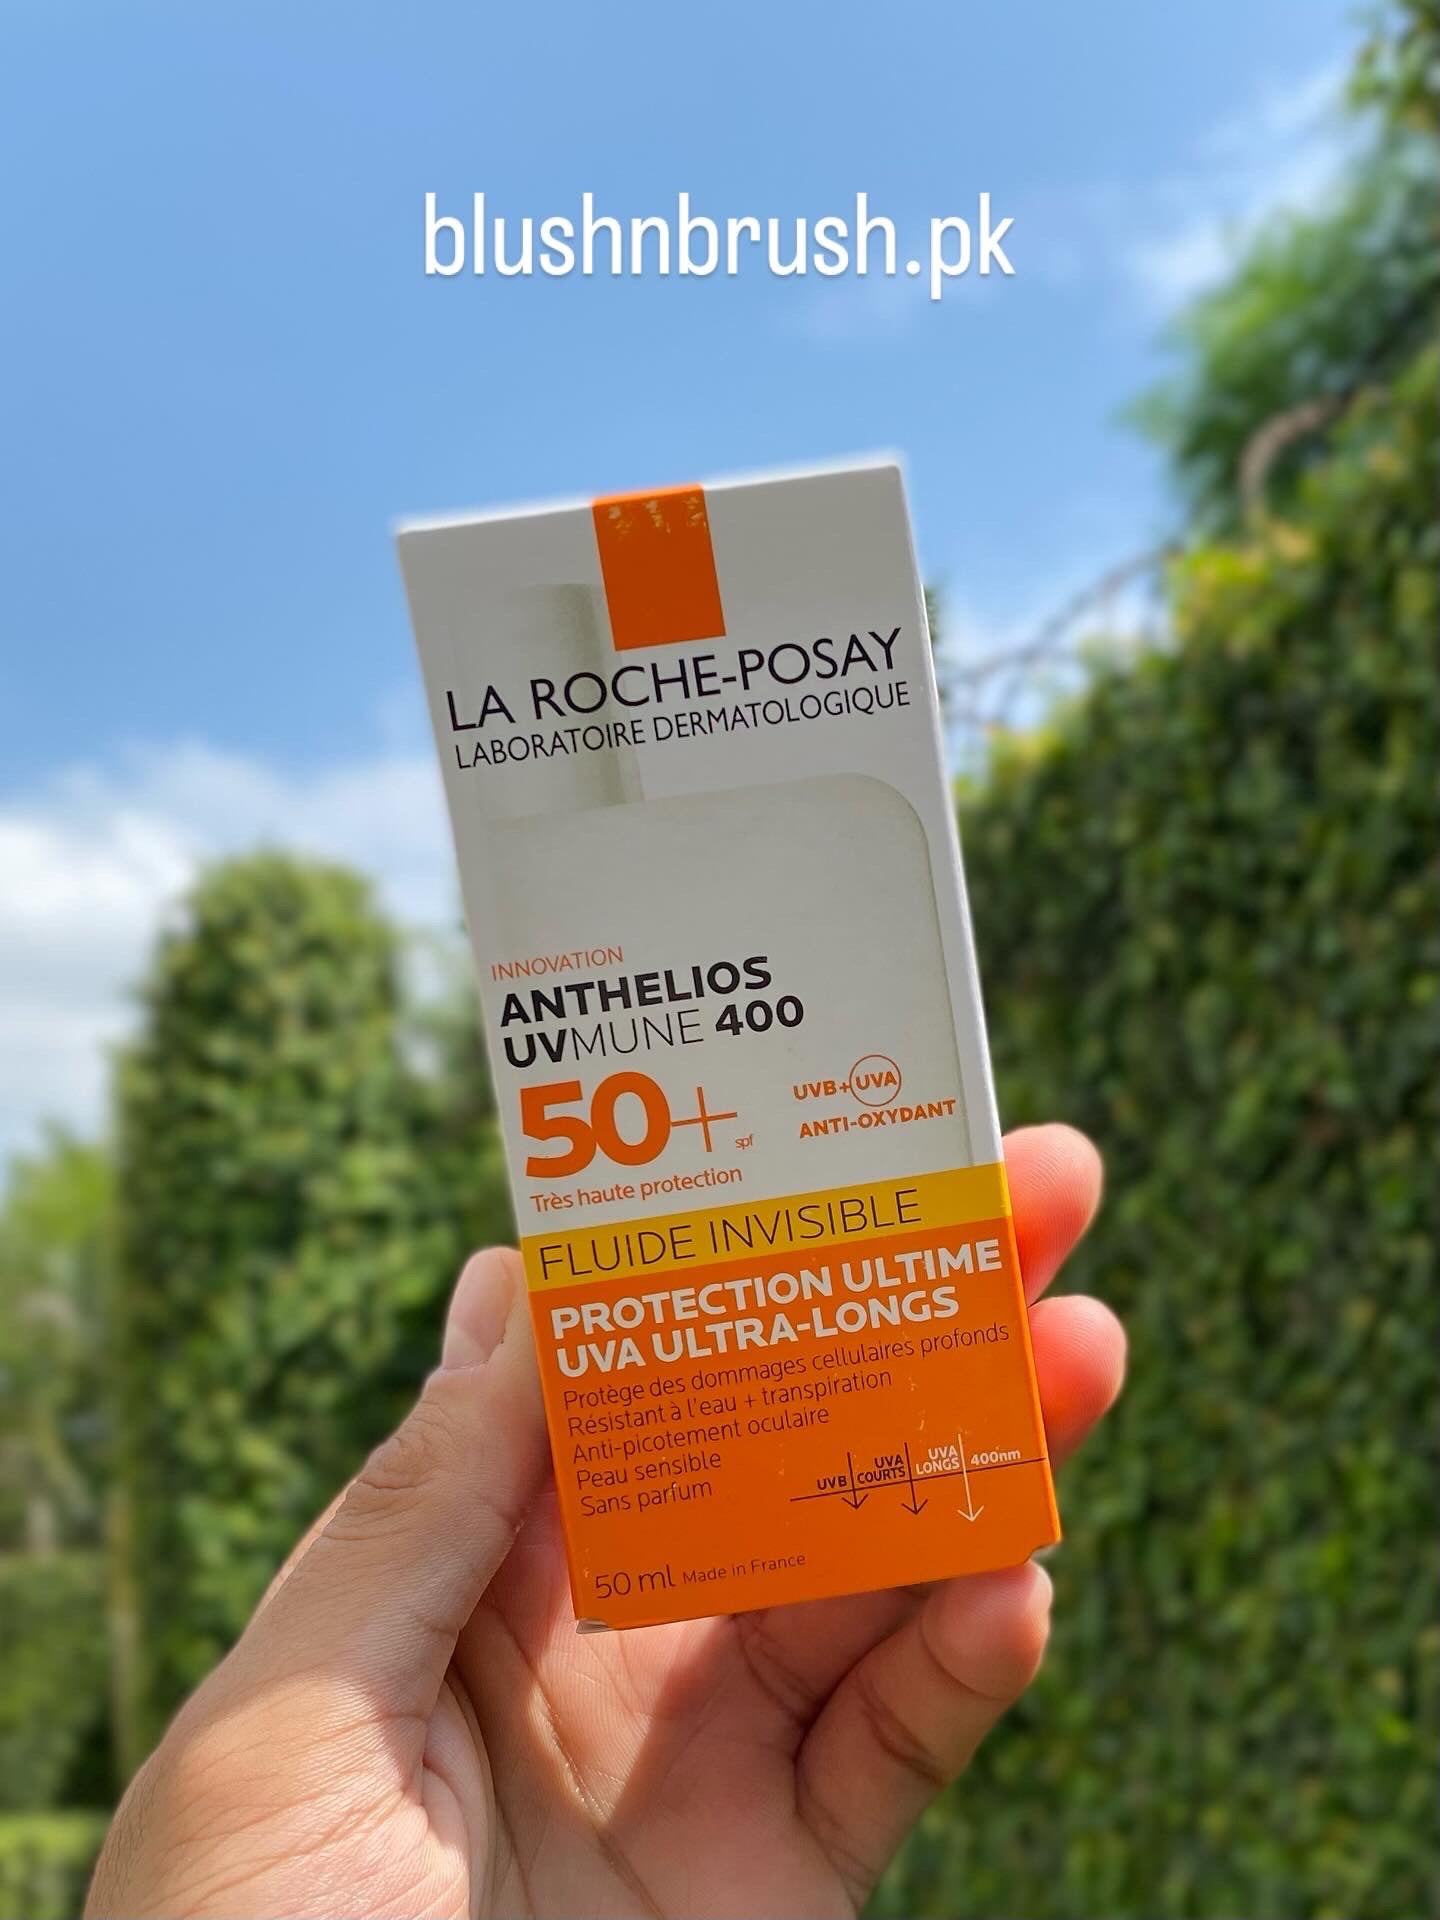 blushnbrush.pk
LA ROCHE-POSAY
LABORATOIRE DERMATOLOGIQUE
INNOVATION
ANTHELIOS
UVMUNE 400
50+ spf
Très haute protection
UVB+UVA
ANTI-OXYDANT
FLUIDE INVISIBLE
PROTECTION ULTIME
UVA ULTRA-LONGS
Protège des dommages cellulaires profonds
Résistant à l'eau + transpiration
Anti-picotement oculaire
Peau sensible
Sans parfum
UVB
UVA
COURTS
UVA
LONGS
400nm
50 ml Made in France